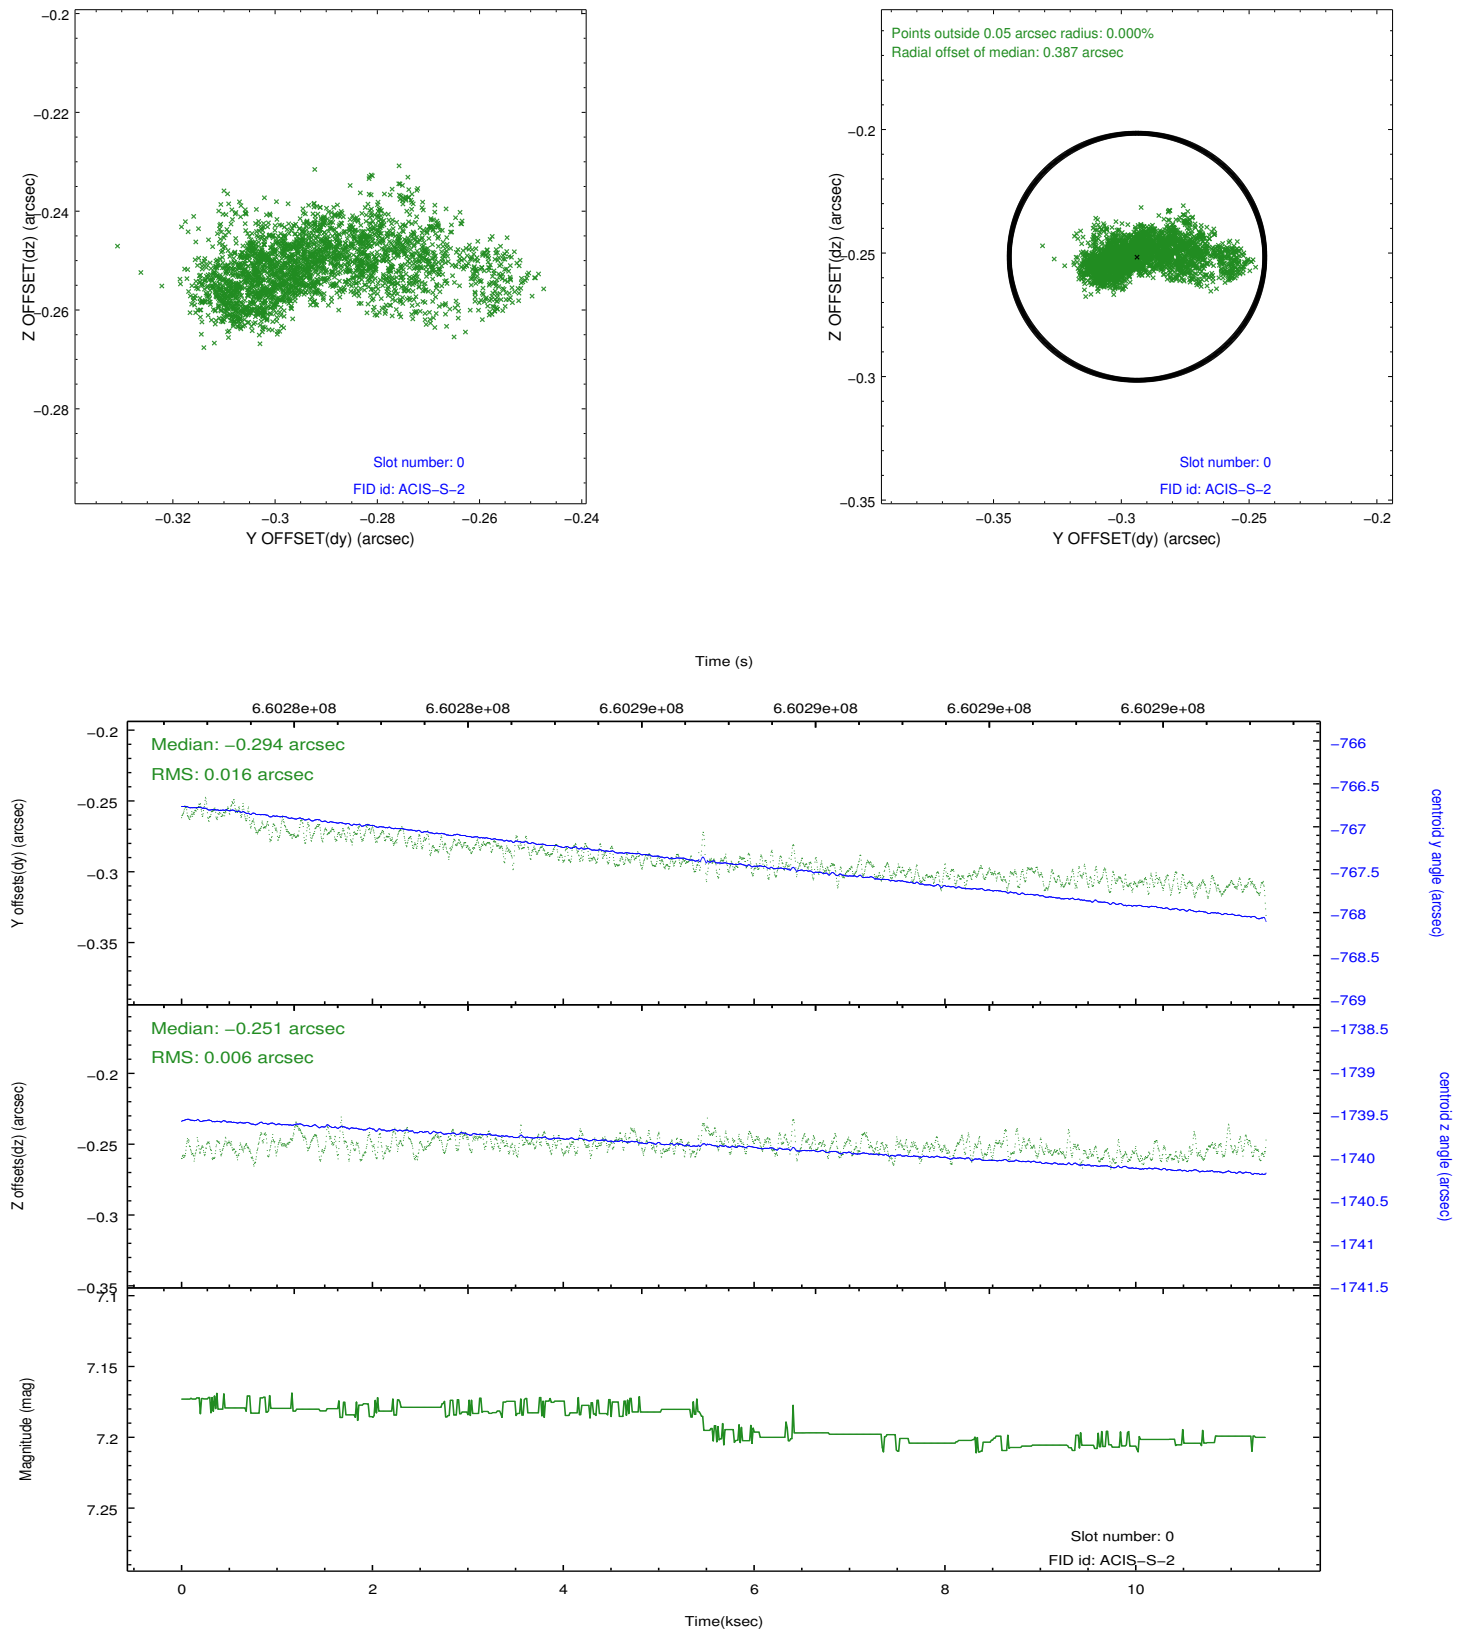 −0.2
−0.22
−0.24
−0.26
−0.28
Z OFFSET(dz) (arcsec)
Slot number: 0
FID id: ACIS−S−2
−0.32 −0.3 −0.28 −0.26 −0.24
Y OFFSET(dy) (arcsec)
Points outside 0.05 arcsec radius: 0.000%
Radial offset of median: 0.387 arcsec
−0.2
−0.25
−0.3
−0.35
Z OFFSET(dz) (arcsec)
Slot number: 0
FID id: ACIS−S−2
−0.35 −0.3 −0.25 −0.2
Y OFFSET(dy) (arcsec)
Time (s)
6.6028e+08 6.6028e+08 6.6029e+08 6.6029e+08 6.6029e+08 6.6029e+08
Median: −0.294 arcsec
RMS: 0.016 arcsec
−0.2
−0.25
−0.3
−0.35
Y offsets(dy) (arcsec)
−766
−766.5
−767
−767.5
−768
−768.5
−769
centroid y angle (arcsec)
Median: −0.251 arcsec
RMS: 0.006 arcsec
−0.2
−0.25
−0.3
−0.35
Z offsets(dz) (arcsec)
−1738.5
−1739
−1739.5
−1740
−1740.5
−1741
−1741.5
centroid z angle (arcsec)
7.1
7.15
7.2
7.25
Magnitude (mag)
Slot number: 0
FID id: ACIS−S−2
0 2 4 6 8 10
Time(ksec)